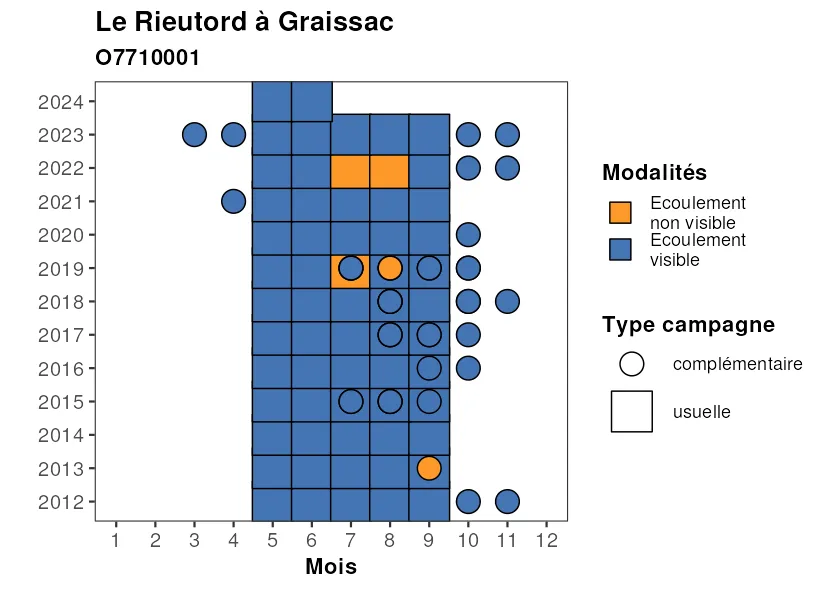 Le Rieutord à Graissac
O7710001
2024
2023
2022
2021
2020
2019
2018
2017
2016
2015
2014
2013
2012
1 2 3 4 5 6 7 8 9 10 11 12
Mois
Modalités
Ecoulement
non visible
Ecoulement
visible
Type campagne
complémentaire
usuelle